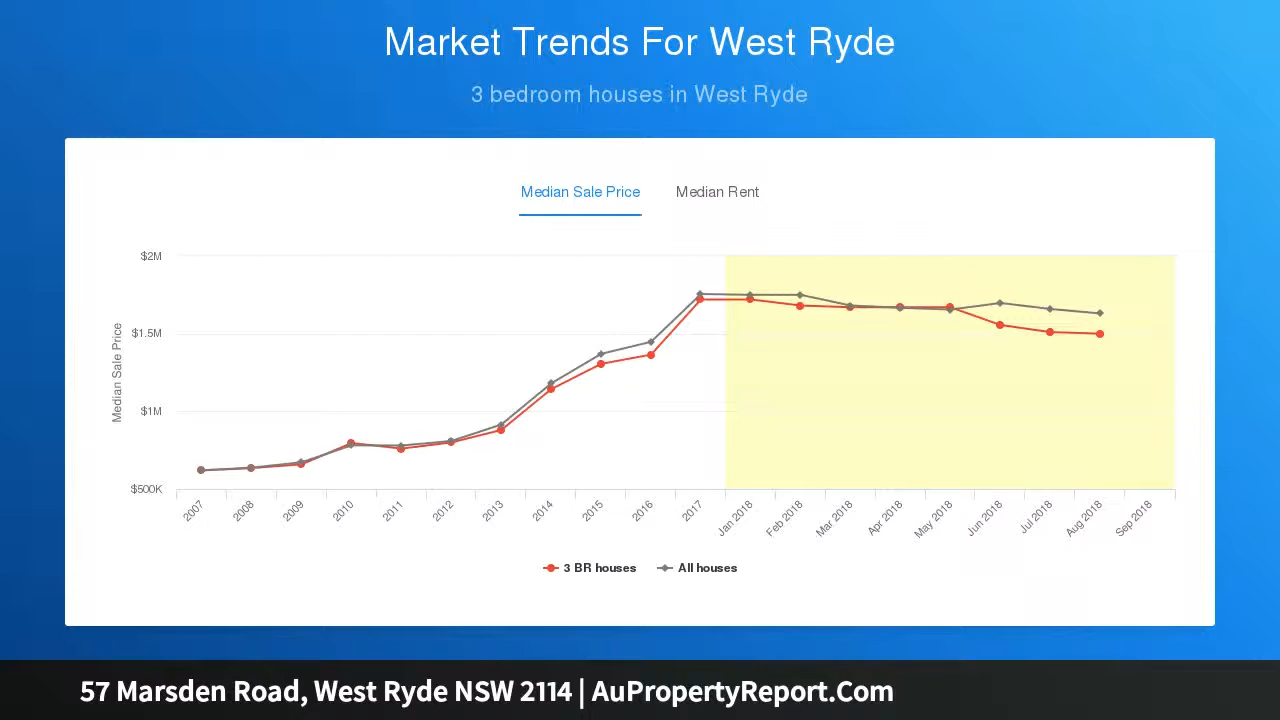 Market Trends For West Ryde
3 bedroom houses in West Ryde
Median Sale Price
Median Rent
Median Sale Price
$2M
$1.5M
$1M
$500K
2007
2008
2009
2010
2011
2012
2013
2014
2015
2016
2017
Jan 2018
Feb 2018
Mar 2018
Apr 2018
May 2018
Jun 2018
Jul 2018
Aug 2018
Sep 2018
3 BR houses
All houses
57 Marsden Road, West Ryde NSW 2114 | AuPropertyReport.Com